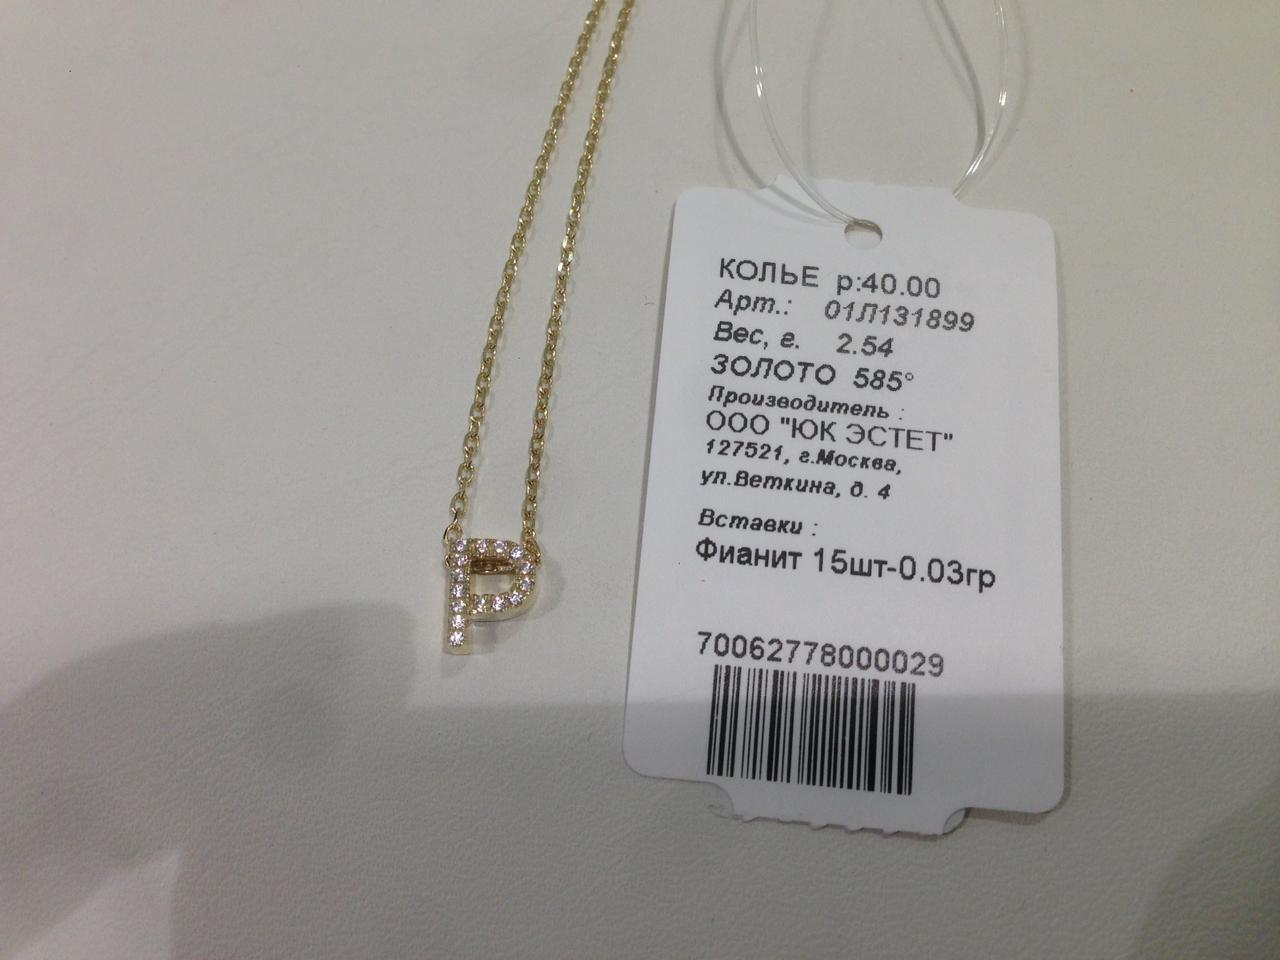 КОЛЬЕ р:40.00
Арт.: 01Л131899
Вес, г. 2.54
ЗОЛОТО 585°
Производитель :
ООО "ЮК ЭСТЕТ"
127521, г.Москва,
ул.Веткина, д. 4
Вставки :
Фианит 15шт-0.03гр
70062778000029
P